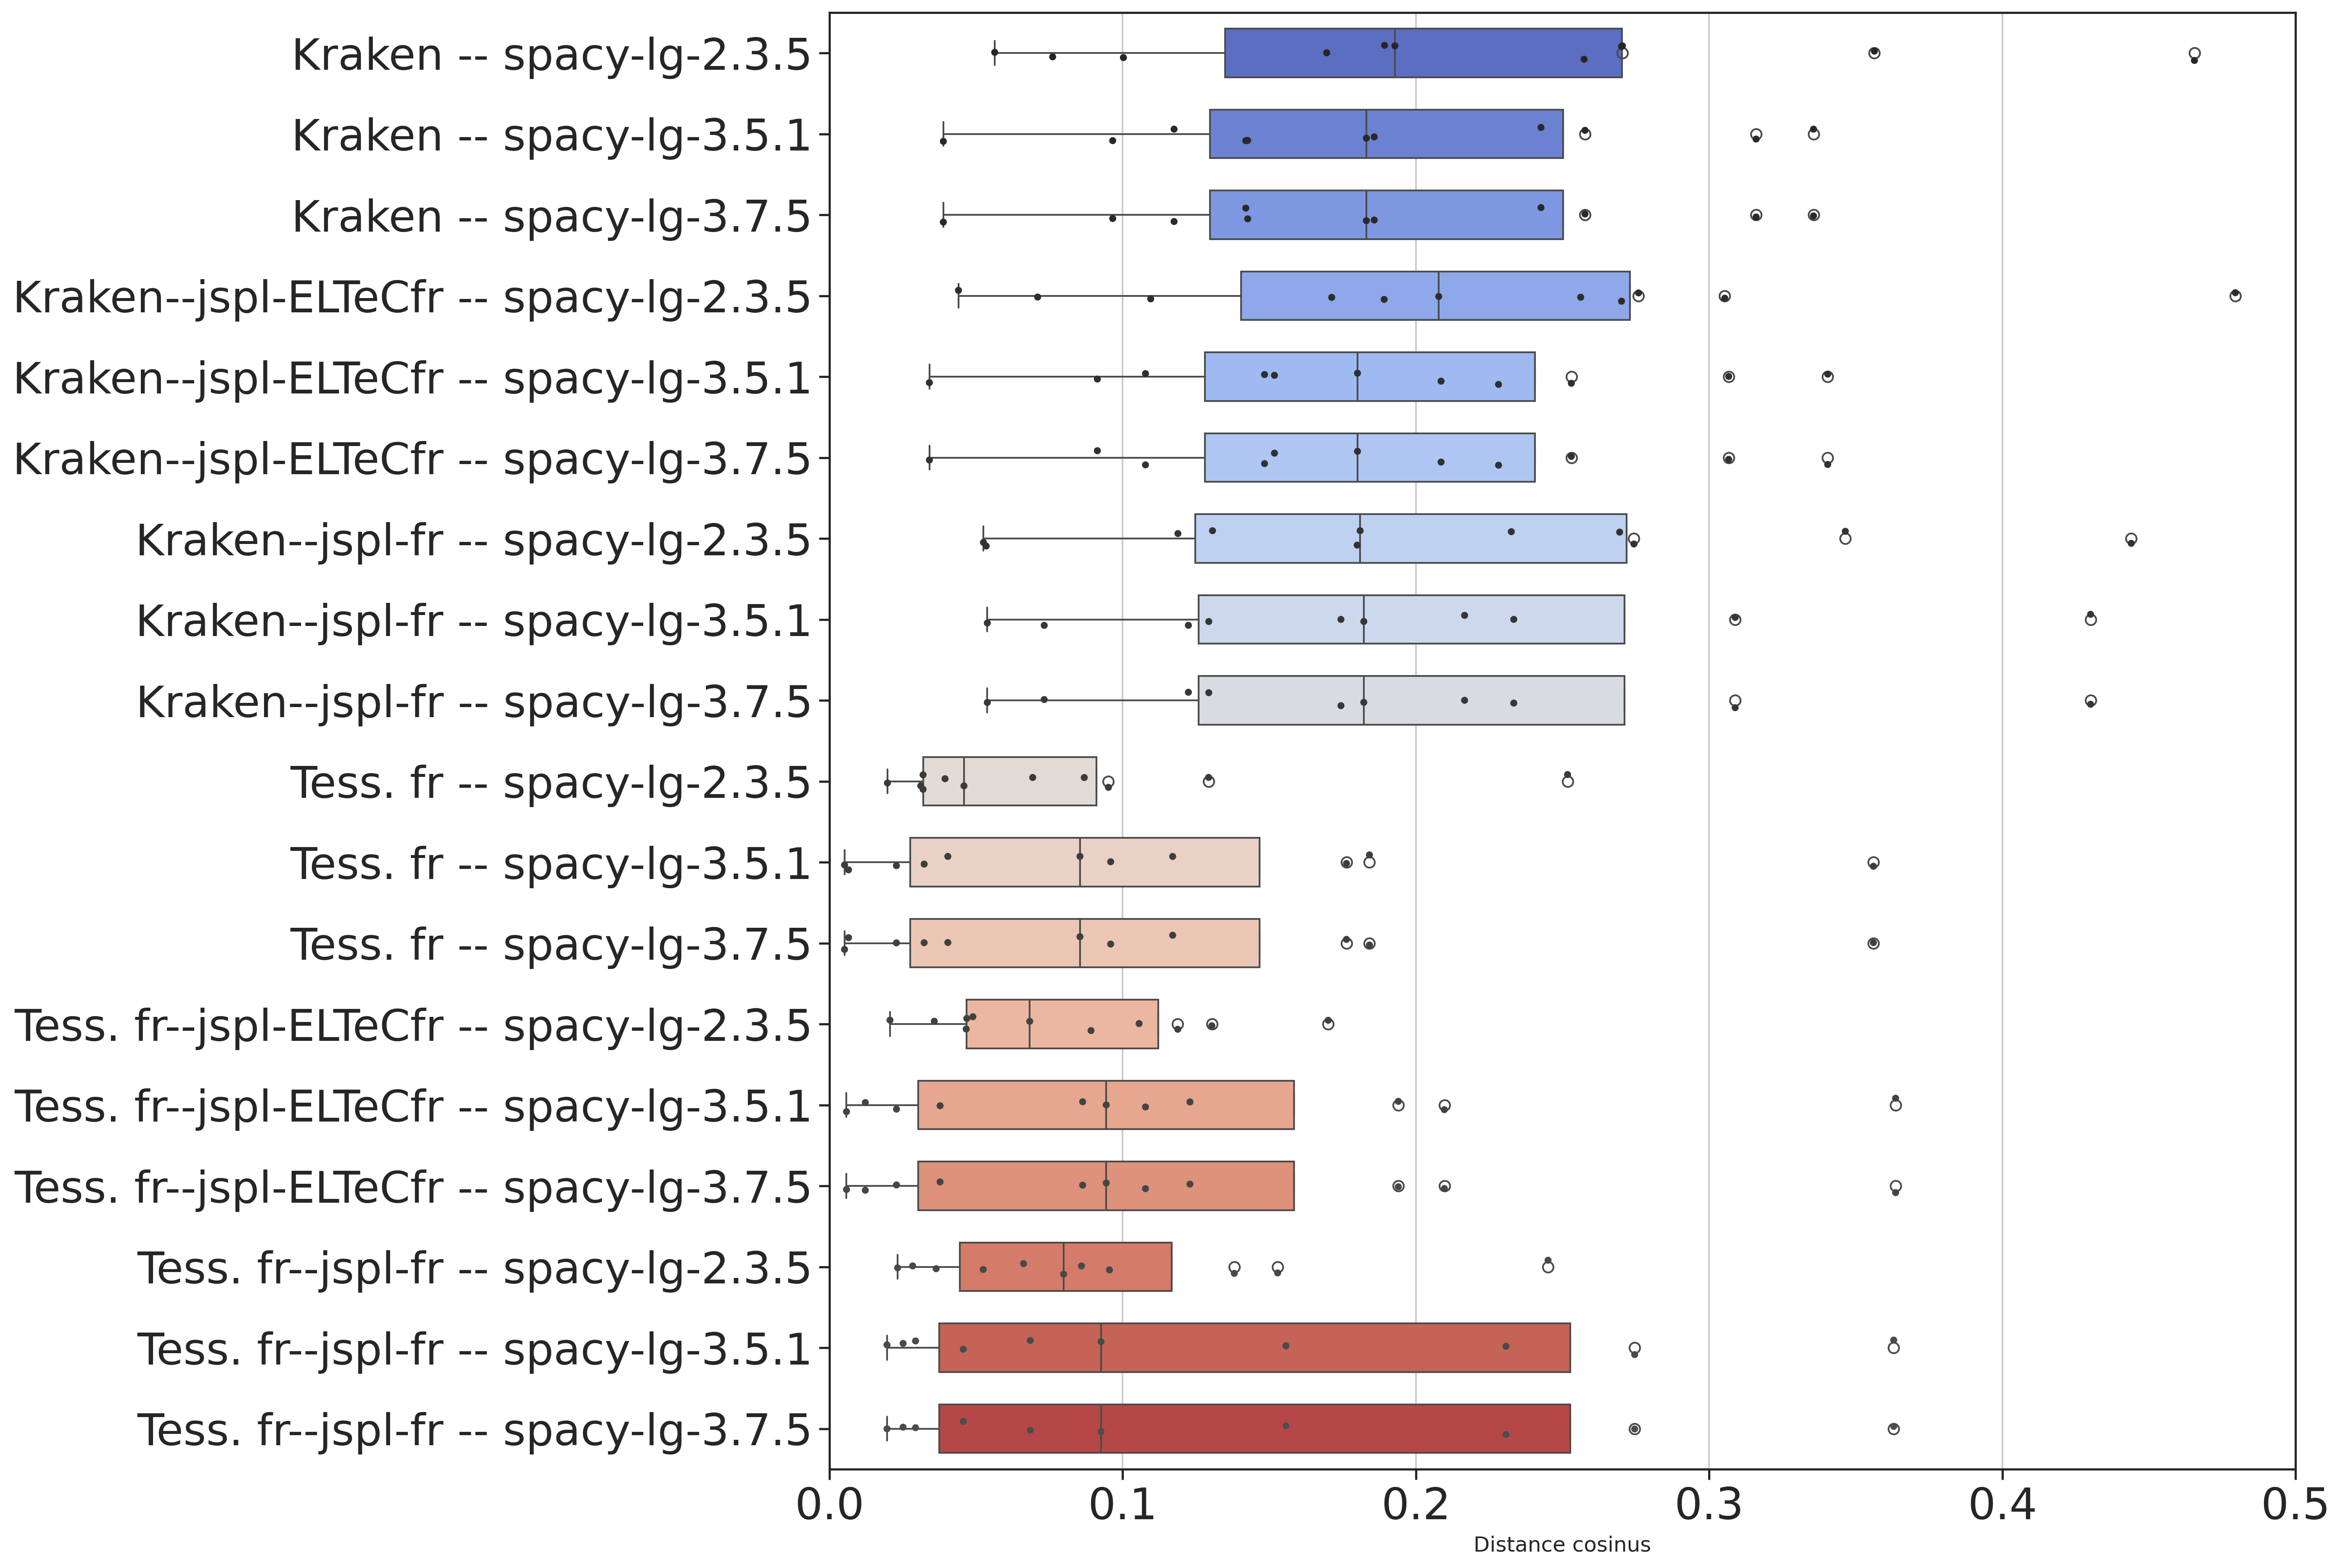 Kraken -- spacy-lg-2.3.5
Kraken -- spacy-lg-3.5.1
Kraken -- spacy-lg-3.7.5
Kraken--jspl-ELTeCfr -- spacy-lg-2.3.5
Kraken--jspl-ELTeCfr -- spacy-lg-3.5.1
Kraken--jspl-ELTeCfr -- spacy-lg-3.7.5
Kraken--jspl-fr -- spacy-lg-2.3.5
Kraken--jspl-fr -- spacy-lg-3.5.1
Kraken--jspl-fr -- spacy-lg-3.7.5
Tess. fr -- spacy-lg-2.3.5
Tess. fr -- spacy-lg-3.5.1
Tess. fr -- spacy-lg-3.7.5
Tess. fr--jspl-ELTeCfr -- spacy-lg-2.3.5
Tess. fr--jspl-ELTeCfr -- spacy-lg-3.5.1
Tess. fr--jspl-ELTeCfr -- spacy-lg-3.7.5
Tess. fr--jspl-fr -- spacy-lg-2.3.5
Tess. fr--jspl-fr -- spacy-lg-3.5.1
Tess. fr--jspl-fr -- spacy-lg-3.7.5
0.0 0.1 0.2 0.3 0.4 0.5
Distance cosinus